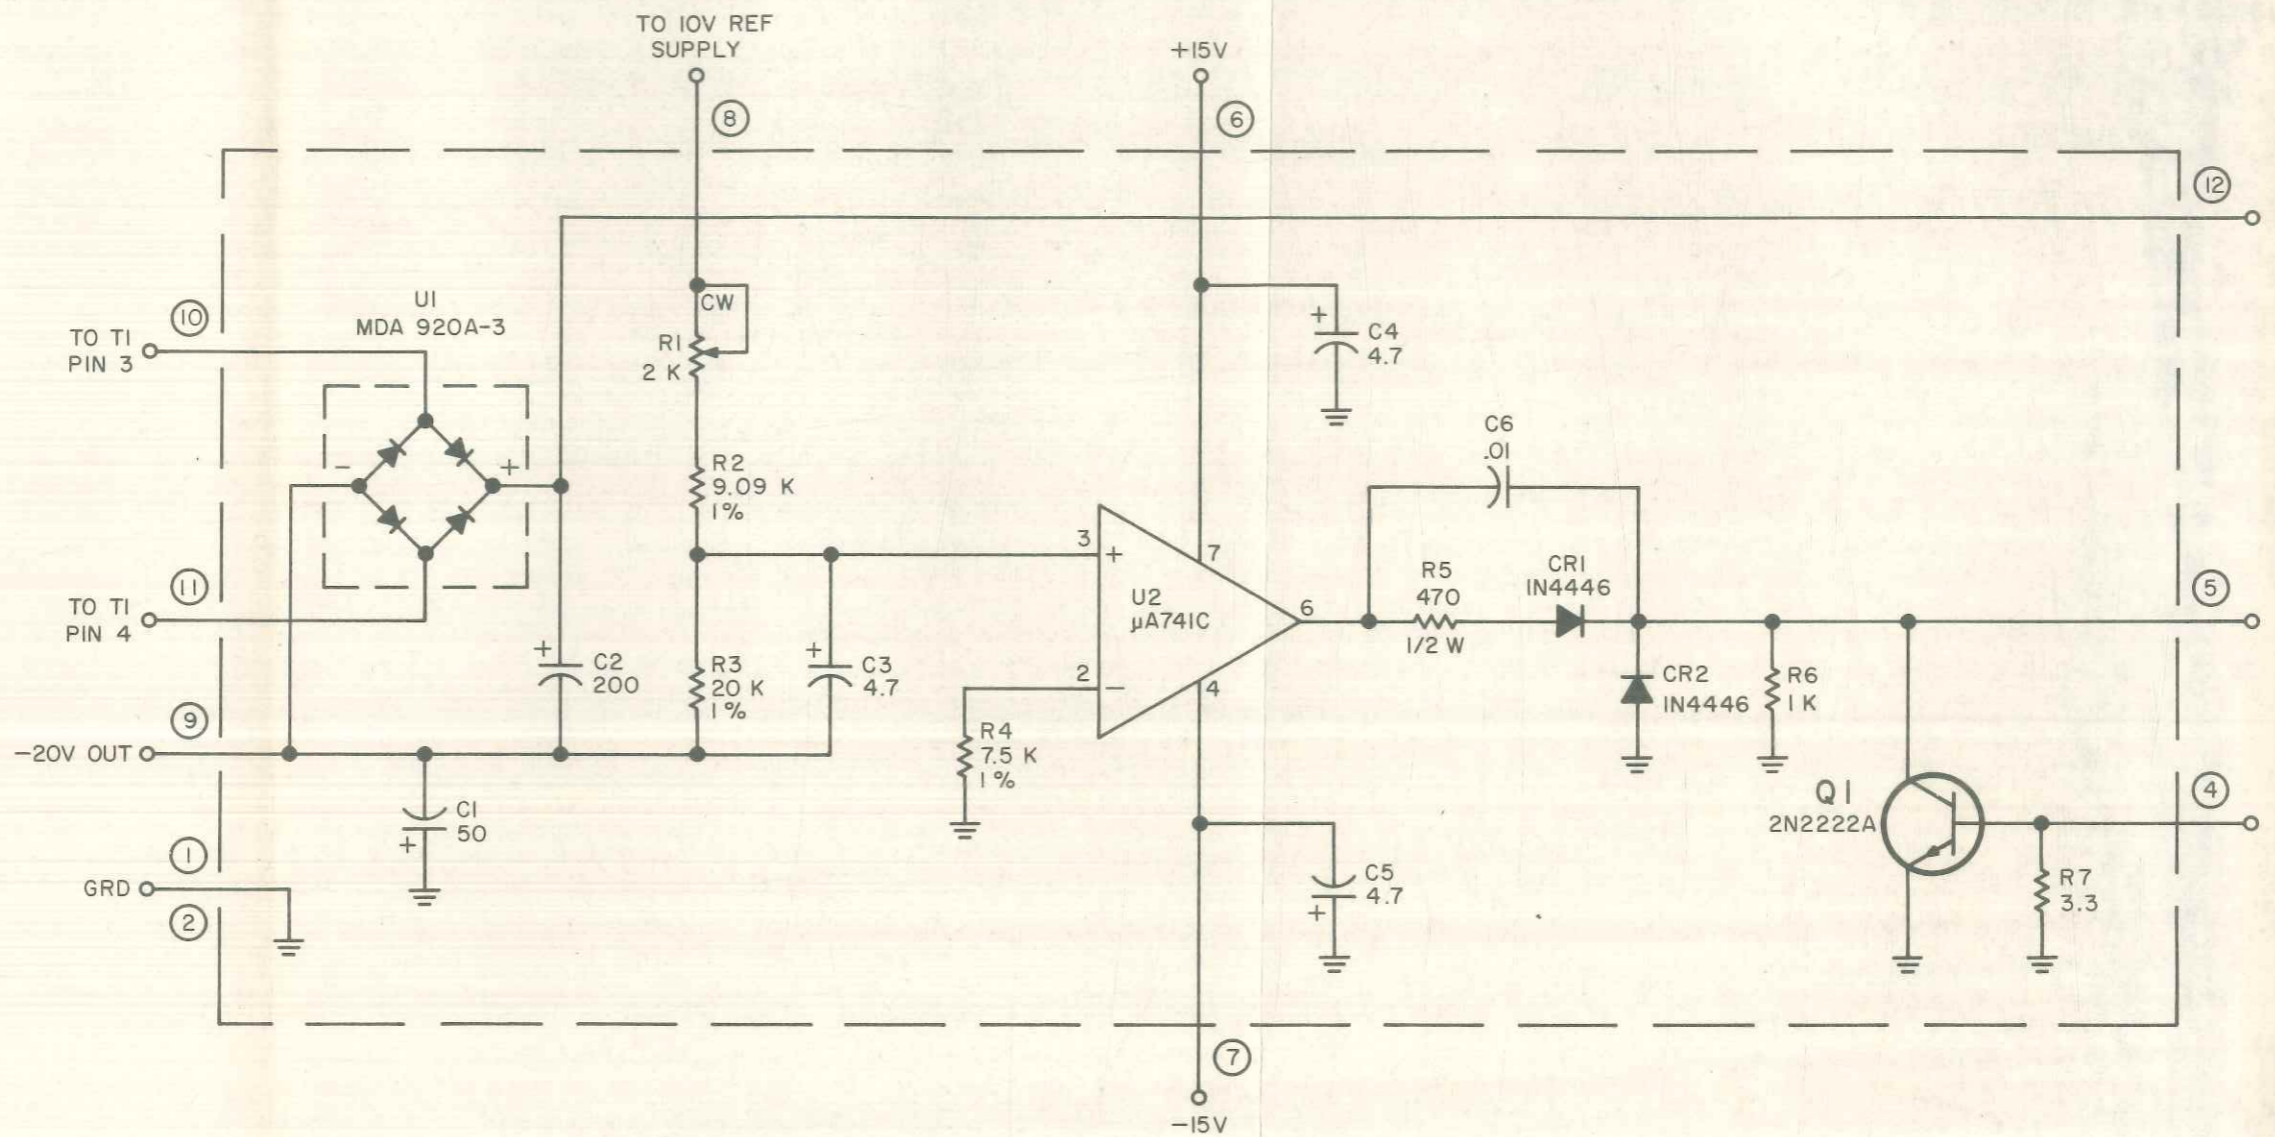 TO 10V REF
SUPPLY
8
+15V
6
12
CW
R1
2 K
U1
MDA 920A-3
10
TO T1
PIN 3
+
C4
4.7
-
+
R2
9.09 K
1%
C6
.01
11
TO T1
PIN 4
3
+
7
U2
µA741C
6
R5
470
1/2 W
CR1
1N4446
5
2
-
4
+
C2
200
R3
20 K
1%
+
C3
4.7
CR2
1N4446
R6
1 K
9
-20V OUT
R4
7.5 K
1%
C1
50
+
Q1
2N2222A
4
1
GRD
2
C5
4.7
+
R7
3.3
7
-15V